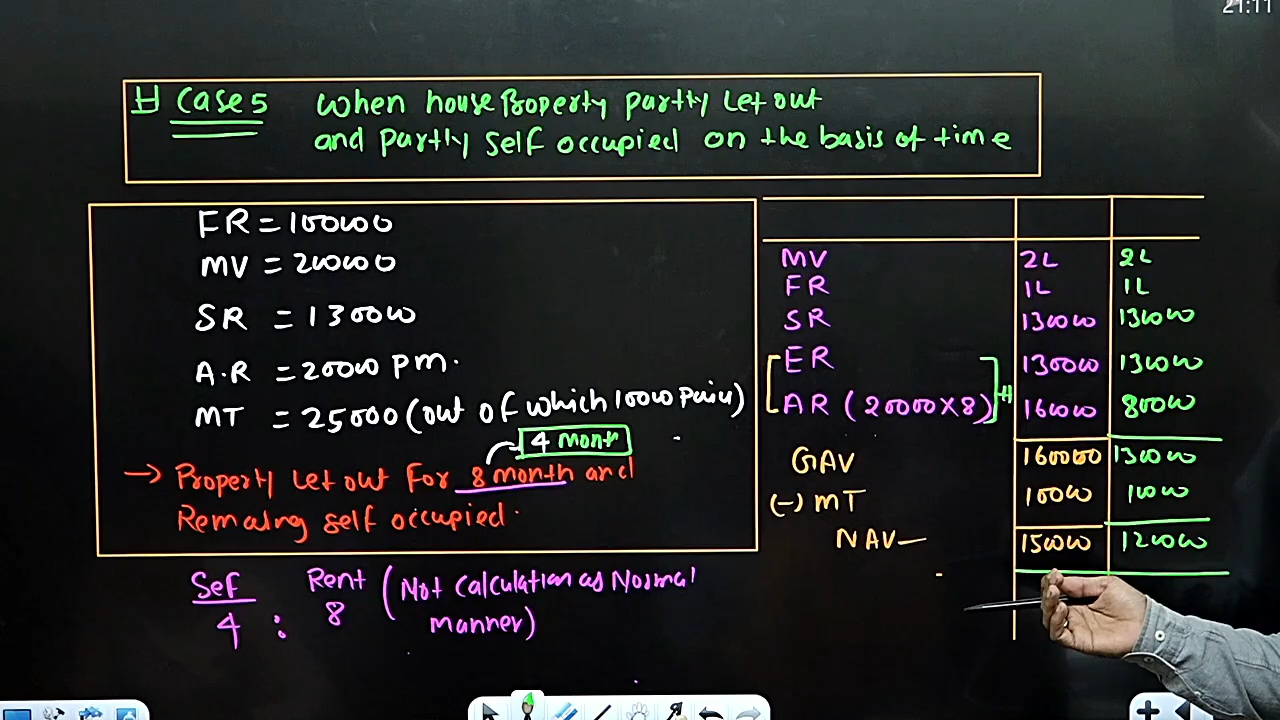 21:11
Case 5 When house Property partly Let out
and Partly Self occupied on the basis of time
FR = 100000
MV = 200000
SR = 130000
A.R = 20000 pm.
MT = 25000 (out of which 10000 paid)
4 mont
→ Property Let out For 8 month and
Remaing self occupied.
Sef Rent (Not Calculation as Normal
4 : 8 manner)
MV 2L 2L
FR 1L 1L
SR 130000 130000
ER 130000 130000
AR (20000×8) H 160000 80000
GAV 160000 130000
(-) MT 10000 10000
NAV— 150000 120000